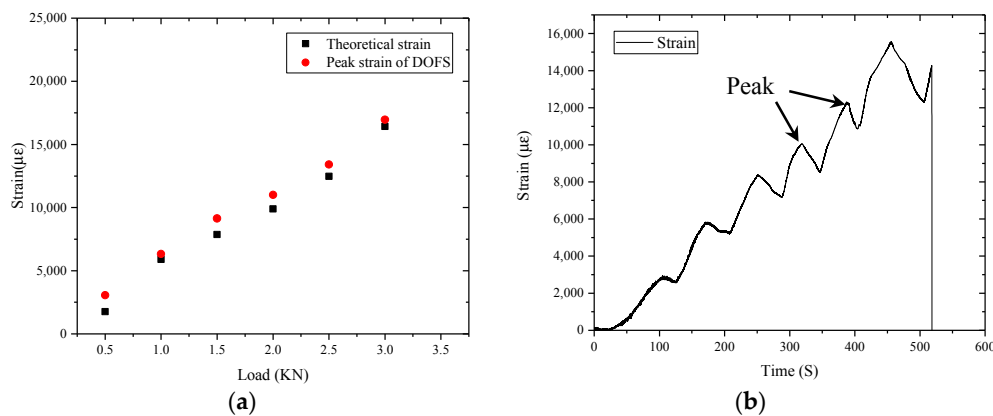 25,000
20,000
15,000
10,000
5,000
0
Strain(με)
Theoretical strain
Peak strain of DOFS
0.5 1.0 1.5 2.0 2.5 3.0 3.5
Load (KN)
(a)
16,000
14,000
12,000
10,000
8,000
6,000
4,000
2,000
0
Strain (με)
Strain
Peak
0 100 200 300 400 500 600
Time (S)
(b)